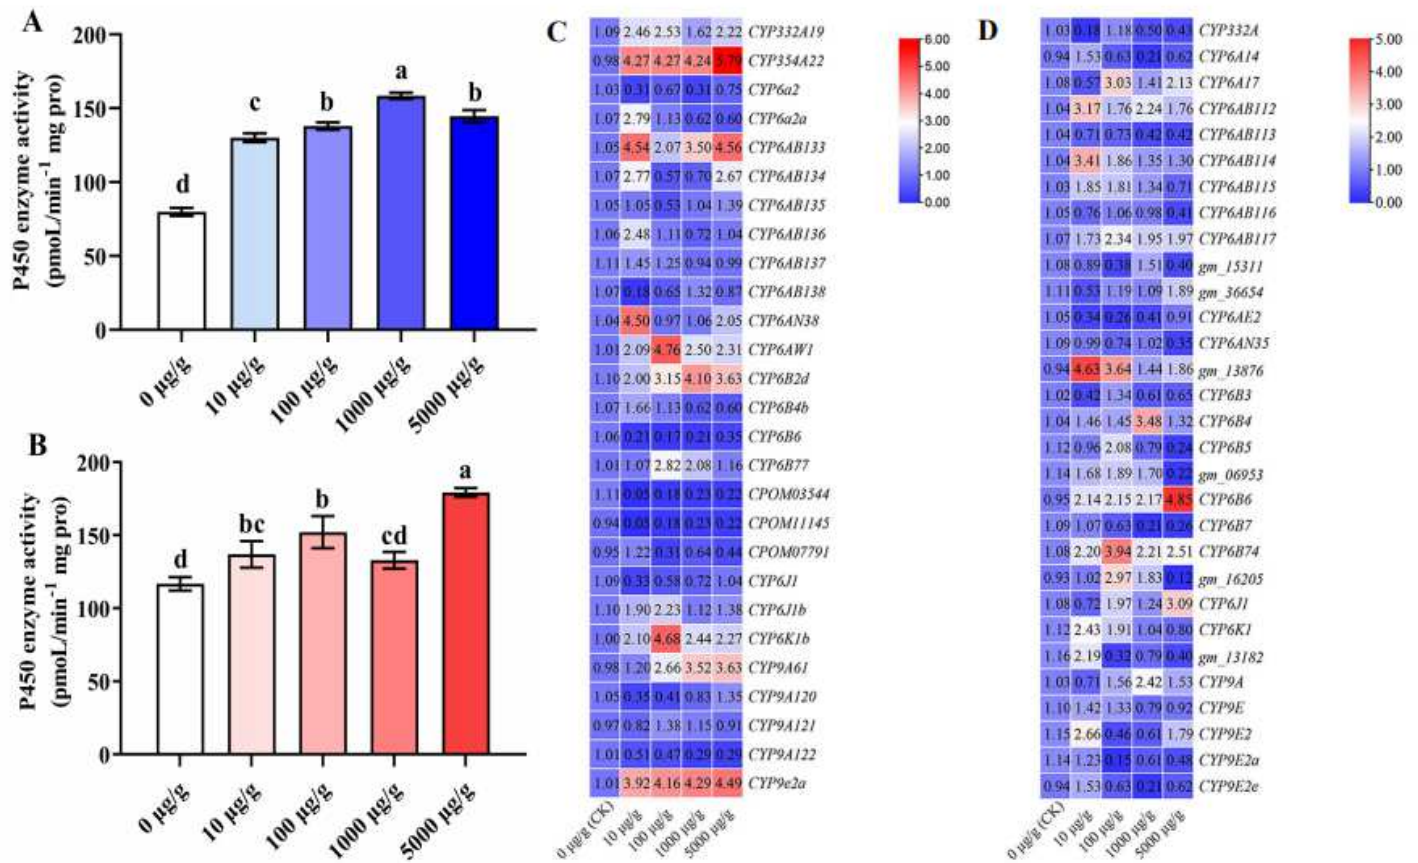 A
P450 enzyme activity
(pmoL/min⁻¹ mg pro)
200
150
100
50
0
d
c
b
a
b
0 μg/g
10 μg/g
100 μg/g
1000 μg/g
5000 μg/g
B
P450 enzyme activity
(pmoL/min⁻¹ mg pro)
200
150
100
50
0
d
bc
b
cd
a
0 μg/g
10 μg/g
100 μg/g
1000 μg/g
5000 μg/g
C
1.09 2.46 2.53 1.62 2.22 CYP332A19
0.98 4.27 4.27 4.24 5.79 CYP354A22
1.03 0.31 0.67 0.31 0.75 CYP6a2
1.07 2.79 1.13 0.62 0.60 CYP6a2a
1.05 4.54 2.07 3.50 4.56 CYP6AB133
1.07 2.77 0.57 0.70 2.67 CYP6AB134
1.05 1.05 0.53 1.04 1.39 CYP6AB135
1.06 2.48 1.11 0.72 1.04 CYP6AB136
1.11 1.45 1.25 0.94 0.99 CYP6AB137
1.07 0.18 0.65 1.32 0.87 CYP6AB138
1.04 4.50 0.97 1.06 2.05 CYP6AN38
1.01 2.09 4.76 2.50 2.31 CYP6AW1
1.10 2.00 3.15 4.10 3.63 CYP6B2d
1.07 1.66 1.13 0.62 0.60 CYP6B4b
1.06 0.21 0.17 0.21 0.35 CYP6B6
1.01 1.07 2.82 2.08 1.16 CYP6B77
1.11 0.05 0.18 0.23 0.22 CPOM03544
0.94 0.05 0.18 0.23 0.22 CPOM11145
0.95 1.22 0.31 0.64 0.44 CPOM07791
1.09 0.33 0.58 0.72 1.04 CYP6J1
1.10 1.90 2.23 1.12 1.38 CYP6J1b
1.00 2.10 4.68 2.44 2.27 CYP6K1b
0.98 1.20 2.66 3.52 3.63 CYP9A61
1.05 0.35 0.41 0.83 1.35 CYP9A120
0.97 0.82 1.38 1.15 0.91 CYP9A121
1.01 0.51 0.47 0.29 0.29 CYP9A122
1.01 3.92 4.16 4.29 4.49 CYP9e2a
0 μg/g (CK)
10 μg/g
100 μg/g
1000 μg/g
5000 μg/g
6.00
5.00
4.00
3.00
2.00
1.00
0.00
D
1.03 0.18 1.18 0.50 0.43 CYP332A
0.94 1.53 0.63 0.21 0.62 CYP6A14
1.08 0.57 3.03 1.41 2.13 CYP6A17
1.04 3.17 1.76 2.24 1.76 CYP6AB112
1.04 0.71 0.73 0.42 0.42 CYP6AB113
1.04 3.41 1.86 1.35 1.30 CYP6AB114
1.03 1.85 1.81 1.34 0.71 CYP6AB115
1.05 0.76 1.06 0.98 0.41 CYP6AB116
1.07 1.73 2.34 1.95 1.97 CYP6AB117
1.08 0.89 0.38 1.51 0.40 gm_15311
1.11 0.53 1.19 1.09 1.89 gm_36654
1.05 0.34 0.26 0.41 0.91 CYP6AE2
1.09 0.99 0.74 1.02 0.35 CYP6AN35
0.94 4.63 3.64 1.44 1.86 gm_13876
1.02 0.42 1.34 0.61 0.65 CYP6B3
1.04 1.46 1.45 3.48 1.32 CYP6B4
1.12 0.96 2.08 0.79 0.24 CYP6B5
1.14 1.68 1.89 1.70 0.22 gm_06953
0.95 2.14 2.15 2.17 4.85 CYP6B6
1.09 1.07 0.63 0.21 0.26 CYP6B7
1.08 2.20 3.94 2.21 2.51 CYP6B74
0.93 1.02 2.97 1.83 0.12 gm_16205
1.08 0.72 1.97 1.24 3.09 CYP6J1
1.12 2.43 1.91 1.04 0.80 CYP6K1
1.16 2.19 0.32 0.79 0.40 gm_13182
1.03 0.71 1.56 2.42 1.53 CYP9A
1.10 1.42 1.33 0.79 0.92 CYP9E
1.15 2.66 0.46 0.61 1.79 CYP9E2
1.14 1.23 0.15 0.61 0.48 CYP9E2a
0.94 1.53 0.63 0.21 0.62 CYP9E2e
0 μg/g (CK)
10 μg/g
100 μg/g
1000 μg/g
5000 μg/g
5.00
4.00
3.00
2.00
1.00
0.00